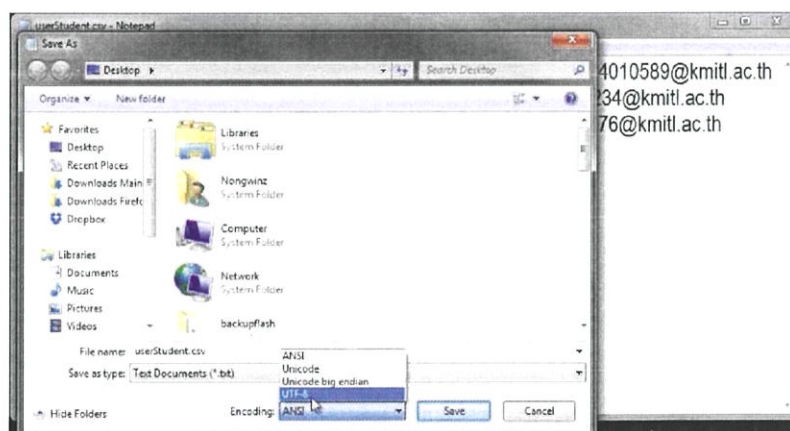 userStudent.csv - Notepad
Save As
Desktop
Search Desktop
4010589@kmitl.ac.th
234@kmitl.ac.th
76@kmitl.ac.th
Organize
New folder
Favorites
Desktop
Recent Places
Downloads Main
Downloads Firefo
Dropbox
Libraries
Documents
Music
Pictures
Videos
Libraries
System Folder
Nongwinz
System Folder
Computer
System Folder
Network
System Folder
backupflash
File name: userStudent.csv
Save as type: Text Documents (*.txt)
ANSI
Unicode
Unicode big endian
UTF-8
Hide Folders
Encoding: ANSI
Save
Cancel